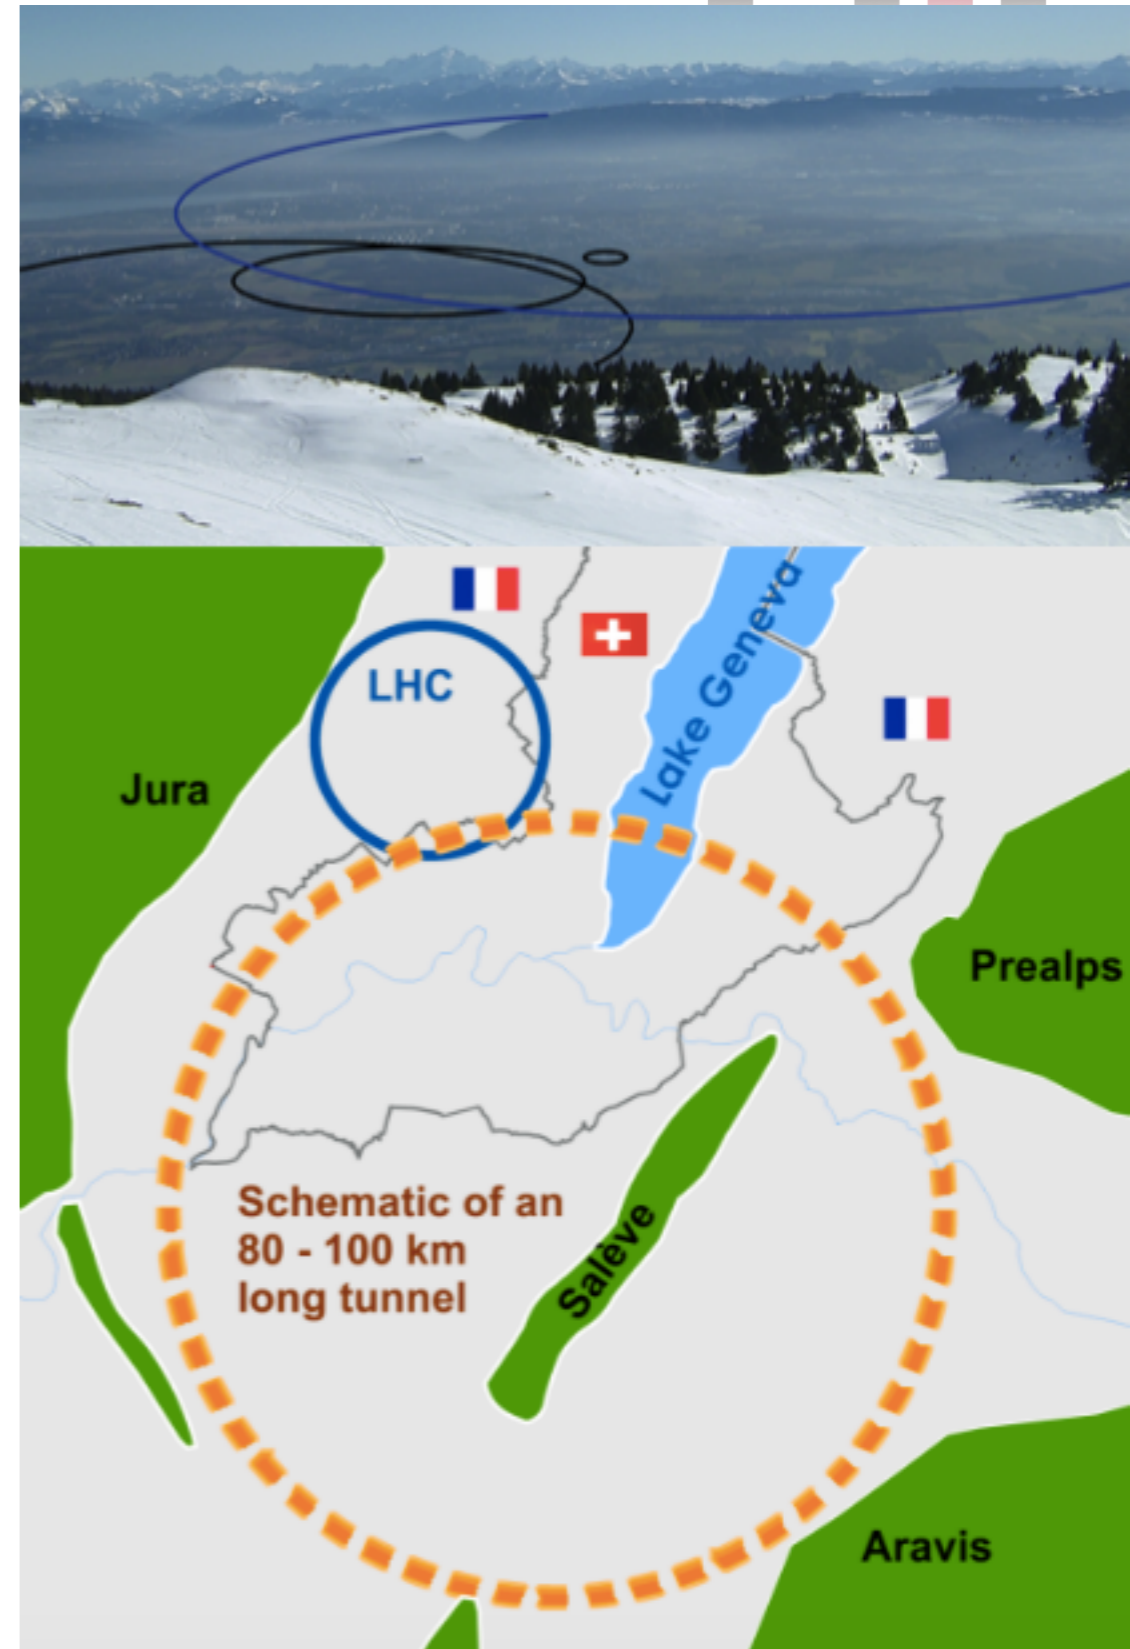 LHC
Lake Geneva
Jura
Prealps
Schematic of an
80 - 100 km
long tunnel
Salève
Aravis